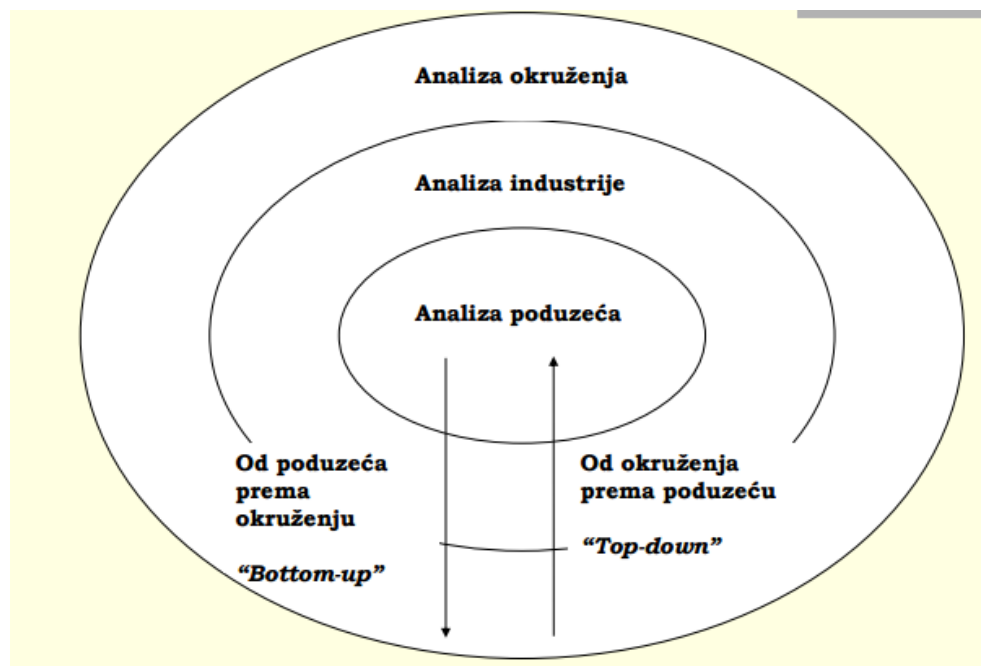 Analiza okruženja
Analiza industrije
Analiza poduzeća
Od poduzeća
prema
okruženju
“Bottom-up”
Od okruženja
prema poduzeću
“Top-down”